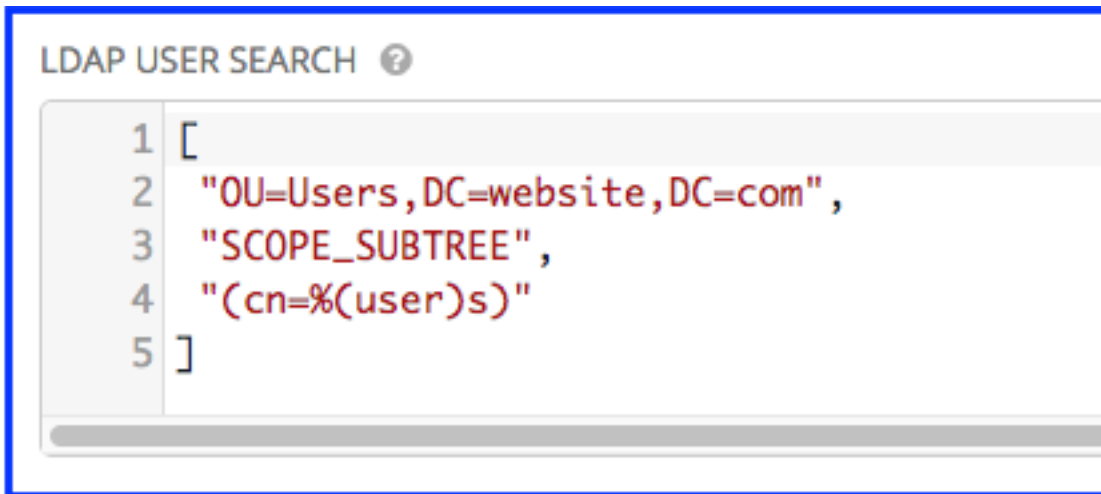 LDAP USER SEARCH ?
1 [
2 "OU=Users,DC=website,DC=com",
3 "SCOPE_SUBTREE",
4 "(cn=%(user)s)"
5 ]